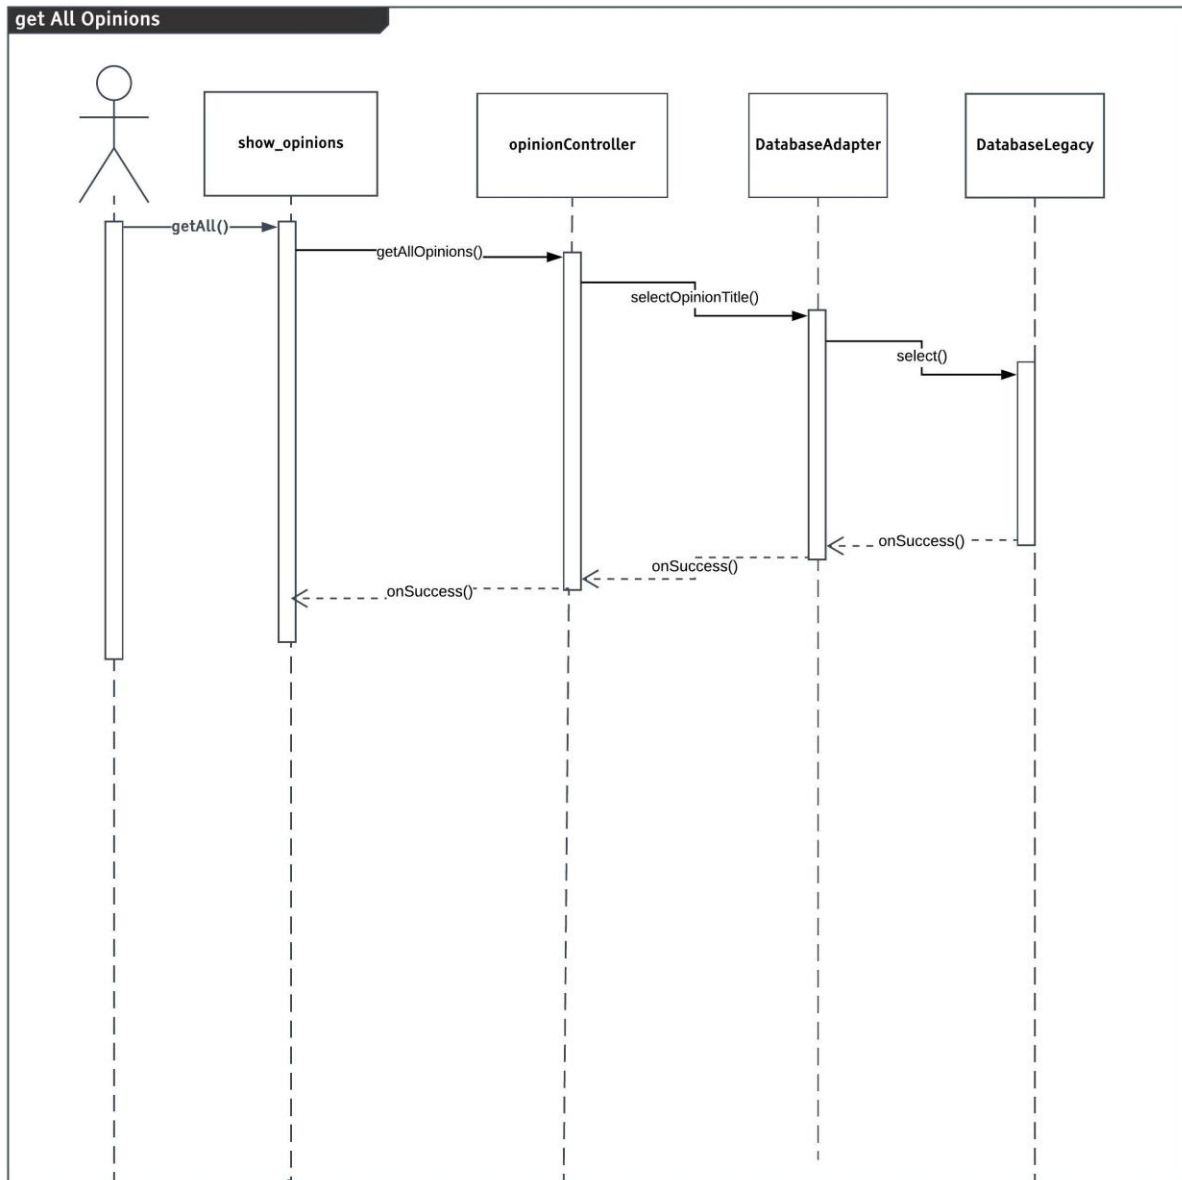 get All Opinions
show_opinions
opinionController
DatabaseAdapter
DatabaseLegacy
getAll()
getAllOpinions()
selectOpinionTitle()
select()
onSuccess()
onSuccess()
onSuccess()